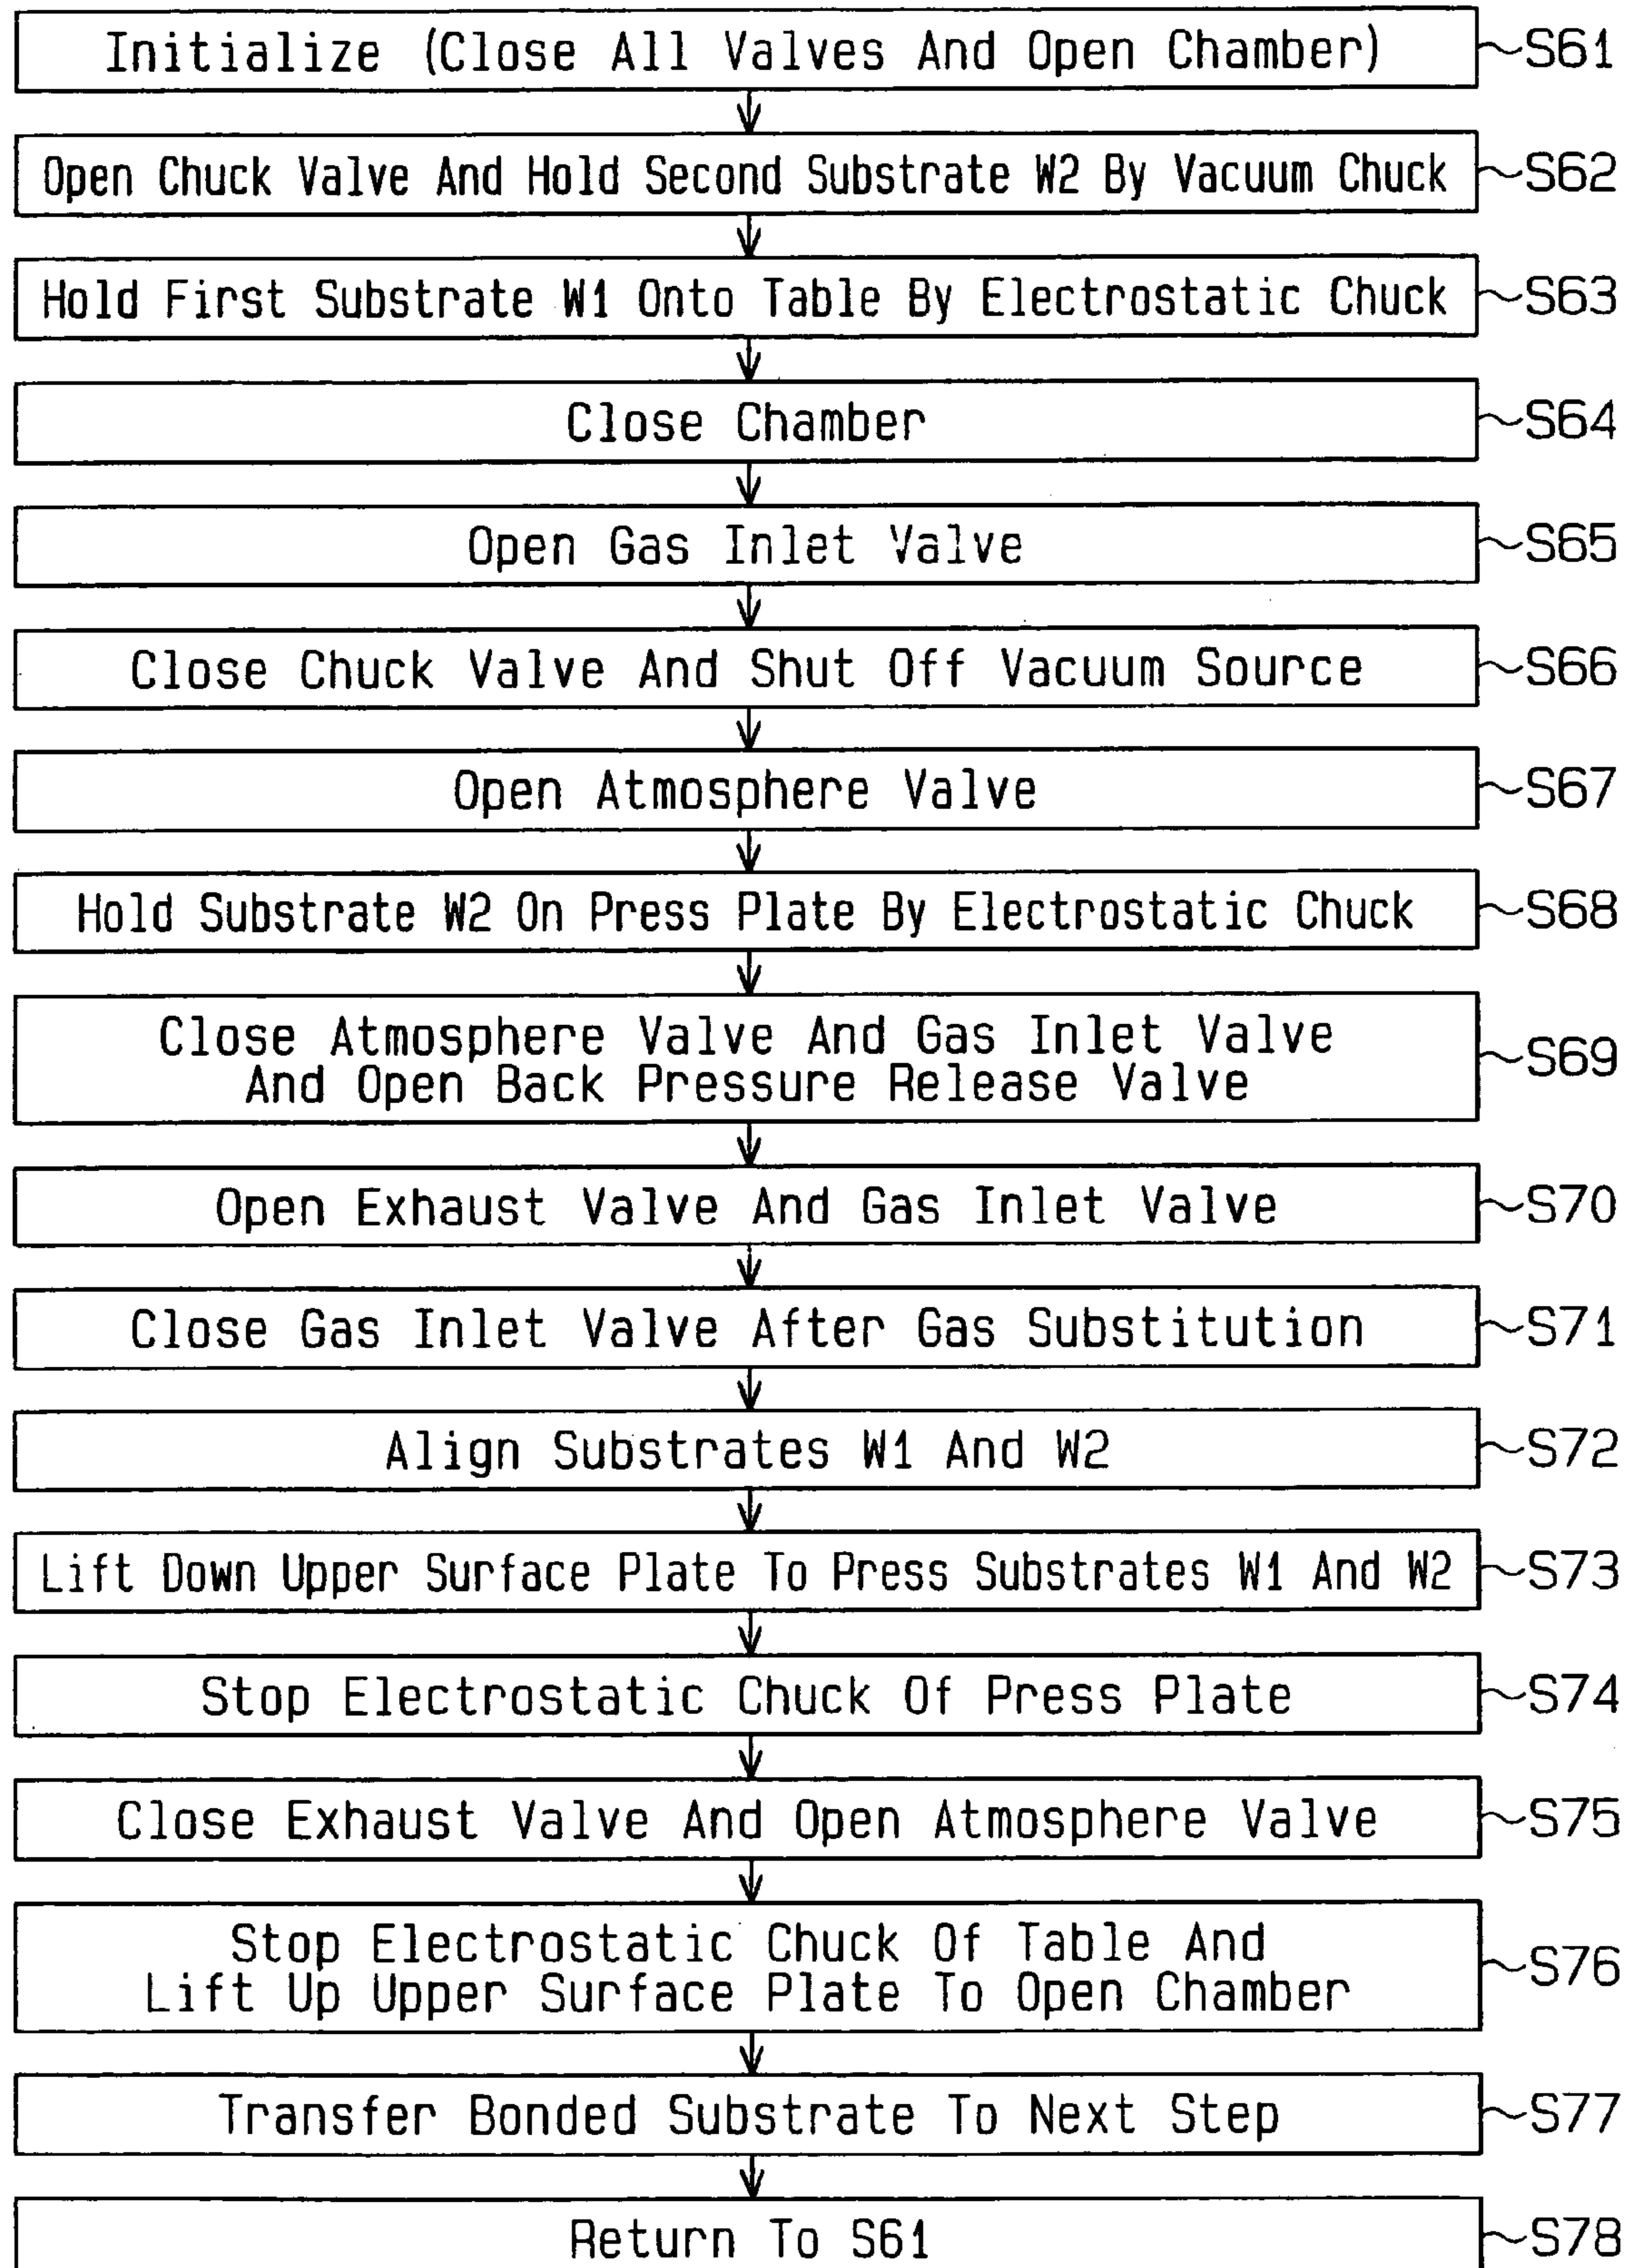 Initialize (Close All Valves And Open Chamber) S61
Open Chuck Valve And Hold Second Substrate W2 By Vacuum Chuck S62
Hold First Substrate W1 Onto Table By Electrostatic Chuck S63
Close Chamber S64
Open Gas Inlet Valve S65
Close Chuck Valve And Shut Off Vacuum Source S66
Open Atmosphere Valve S67
Hold Substrate W2 On Press Plate By Electrostatic Chuck S68
Close Atmosphere Valve And Gas Inlet Valve
And Open Back Pressure Release Valve S69
Open Exhaust Valve And Gas Inlet Valve S70
Close Gas Inlet Valve After Gas Substitution S71
Align Substrates W1 And W2 S72
Lift Down Upper Surface Plate To Press Substrates W1 And W2 S73
Stop Electrostatic Chuck Of Press Plate S74
Close Exhaust Valve And Open Atmosphere Valve S75
Stop Electrostatic Chuck Of Table And
Lift Up Upper Surface Plate To Open Chamber S76
Transfer Bonded Substrate To Next Step S77
Return To S61 S78